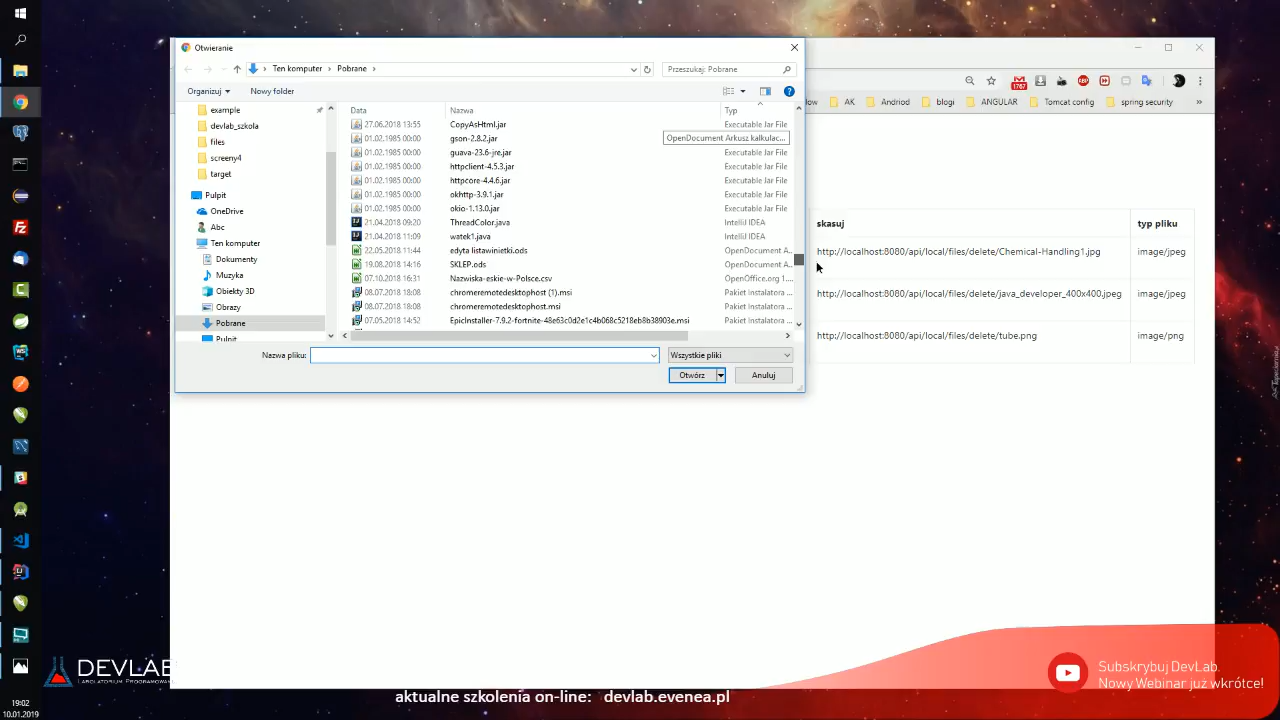 Otwieranie
Ten komputer > Pobrane >
Przeszukaj: Pobrane
Organizuj
New folder
example
devlab_szkola
files
screeny4
target
Pulpit
OneDrive
Abc
Ten komputer
Dokumenty
Muzyka
Obiekty 3D
Obrazy
Pobrane
Pulpit
Data Nazwa Typ
27.06.2018 13:55 CopyAsHtml.jar Executable Jar File
01.02.1985 00:00 gson-2.8.2.jar OpenDocument Arkusz kalkulac...
01.02.1985 00:00 guava-23.6-jre.jar Executable Jar File
01.02.1985 00:00 httpclient-4.5.3.jar Executable Jar File
01.02.1985 00:00 httpcore-4.4.6.jar Executable Jar File
01.02.1985 00:00 okhttp-3.9.1.jar Executable Jar File
01.02.1985 00:00 okio-1.13.0.jar Executable Jar File
21.04.2018 09:20 ThreadColor.java IntelliJ IDEA
21.04.2018 11:09 watek1.java IntelliJ IDEA
22.05.2018 11:44 edyta listawinietki.ods OpenDocument A...
19.08.2018 14:16 SKLEP.ods OpenDocument A...
07.10.2018 16:31 Nazwiska-eskie-w-Polsce.csv OpenOffice.org 1....
08.07.2018 18:08 chromeremotedesktophost (1).msi Pakiet Instalatora ...
08.07.2018 18:08 chromeremotedesktophost.msi Pakiet Instalatora ...
07.05.2018 14:52 EpicInstaller-7.9.2-fortnite-48e63c0d2e1c4b068c5218eb8b38903e.msi Pakiet Instalatora ...
Nazwa pliku:
Wszystkie pliki
Otwórz
Anuluj
1767
ABP
low AK Andriod blogi ANGULAR Tomcat config spring security »
skasuj typ pliku
http://localhost:8080/api/local/files/delete/Chemical-Handling1.jpg image/jpeg
http://localhost:8080/api/local/files/delete/java_developer_400x400.jpeg image/jpeg
http://localhost:8080/api/local/files/delete/tube.png image/png
DEVLAB
Subskrybuj DevLab.
Nowy Webinar już wkrótce!
aktualne szkolenia on-line: devlab.evenea.pl
19:02
10.01.2019